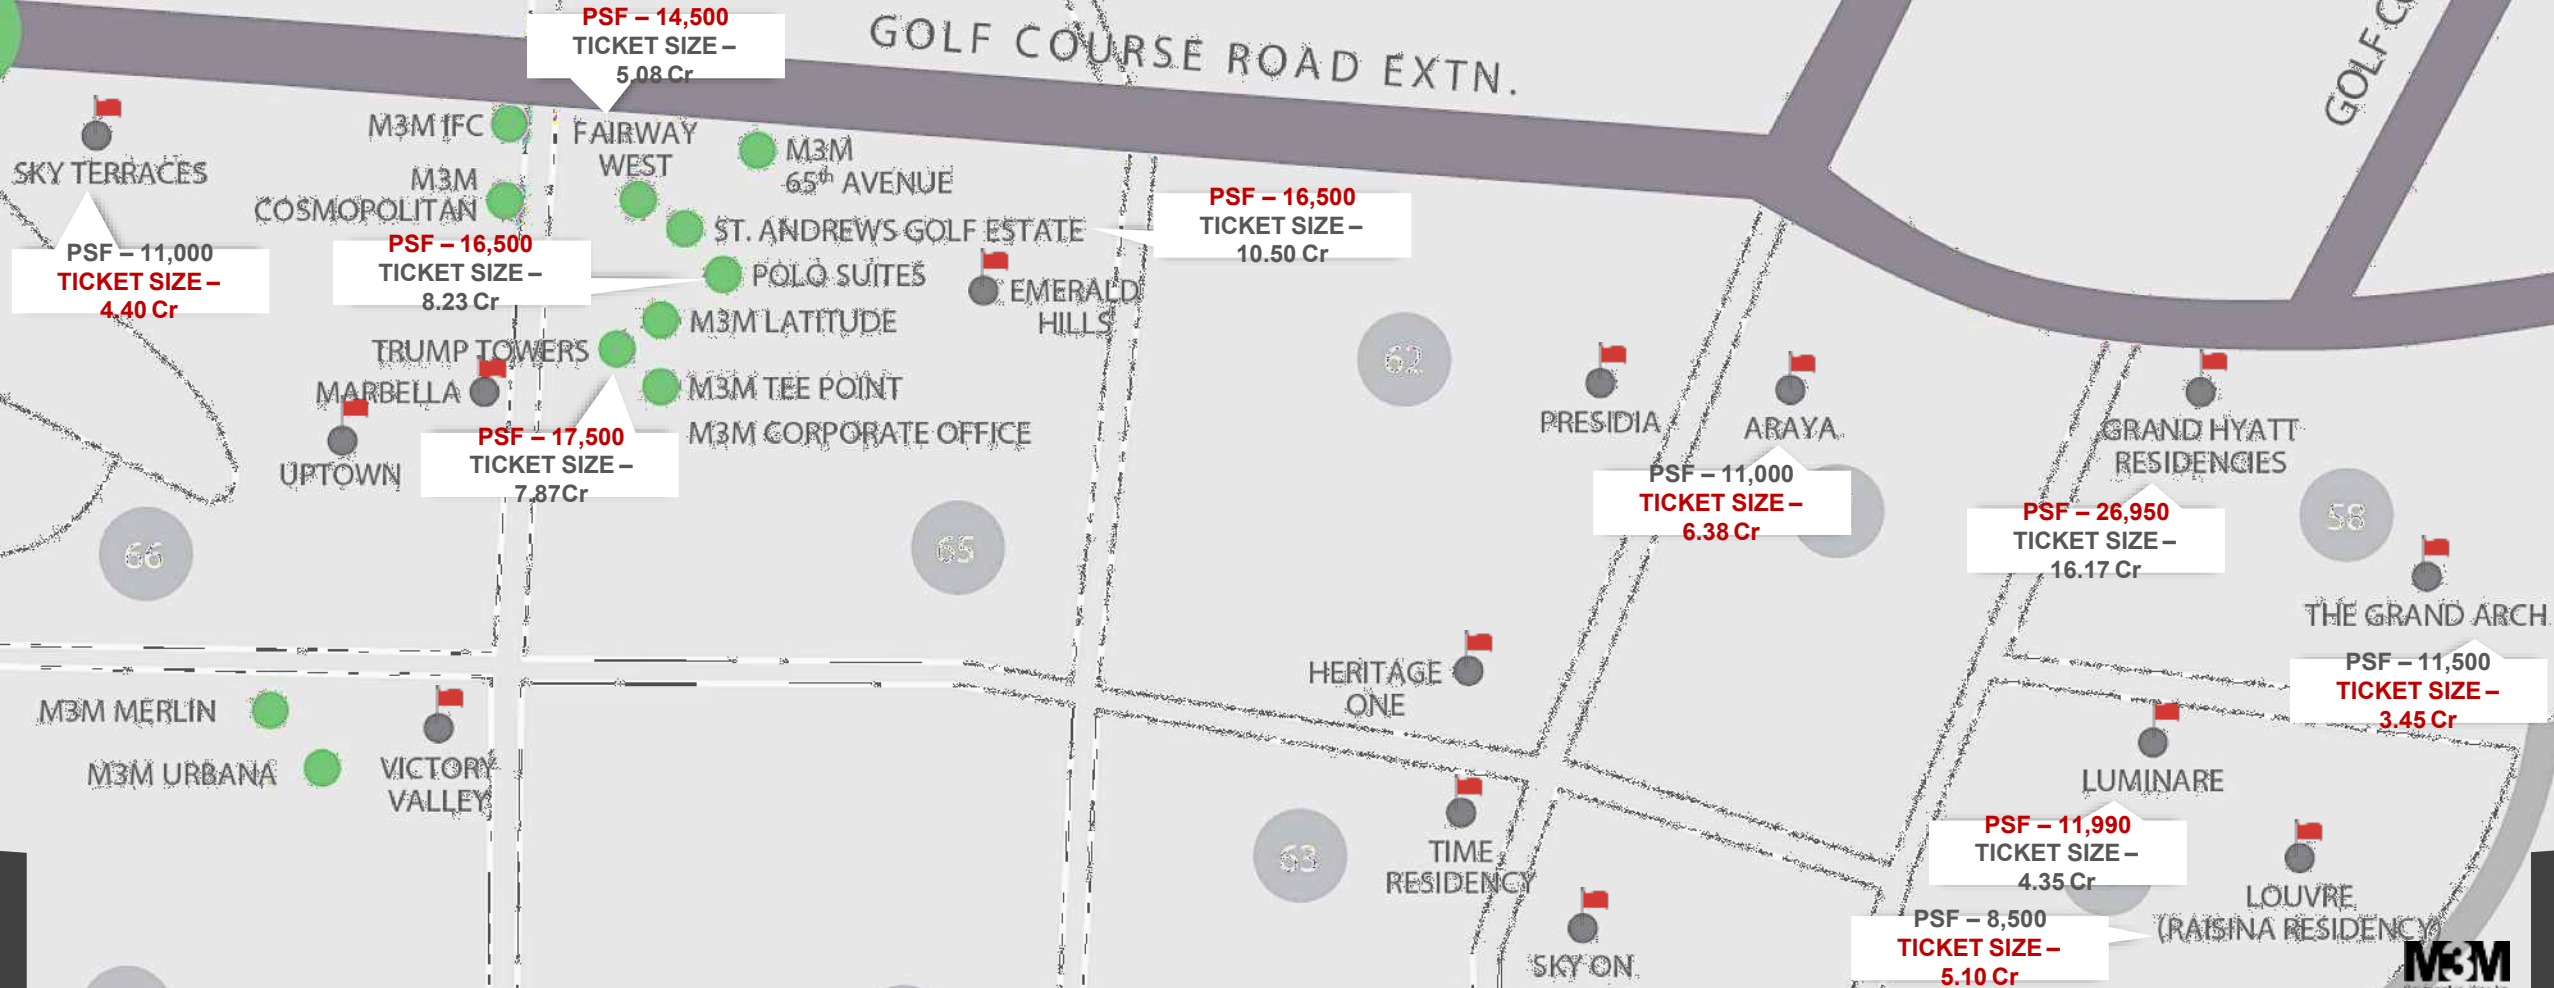 PSF – 14,500
TICKET SIZE –
5.08 Cr
GOLF COURSE ROAD EXTN.
SKY TERRACES
PSF – 11,000
TICKET SIZE –
4.40 Cr
M3M IFC
M3M
COSMOPOLITAN
FAIRWAY
WEST
M3M
65th AVENUE
ST. ANDREWS GOLF ESTATE
PSF – 16,500
TICKET SIZE –
10.50 Cr
PSF – 16,500
TICKET SIZE –
8.23 Cr
POLO SUITES
EMERALD
HILLS
M3M LATITUDE
TRUMP TOWERS
MARBELLA
M3M TEE POINT
M3M CORPORATE OFFICE
UPTOWN
PSF – 17,500
TICKET SIZE –
7.87Cr
62
PRESIDIA
ARAYA
PSF – 11,000
TICKET SIZE –
6.38 Cr
GRAND HYATT
RESIDENCIES
PSF – 26,950
TICKET SIZE –
16.17 Cr
58
66
65
THE GRAND ARCH
PSF – 11,500
TICKET SIZE –
3.45 Cr
HERITAGE
ONE
M3M MERLIN
M3M URBANA
VICTORY
VALLEY
LUMINARE
PSF – 11,990
TICKET SIZE –
4.35 Cr
63
TIME
RESIDENCY
SKY ON
LOUVRE
(RAISINA RESIDENCY)
PSF – 8,500
TICKET SIZE –
5.10 Cr
M3M